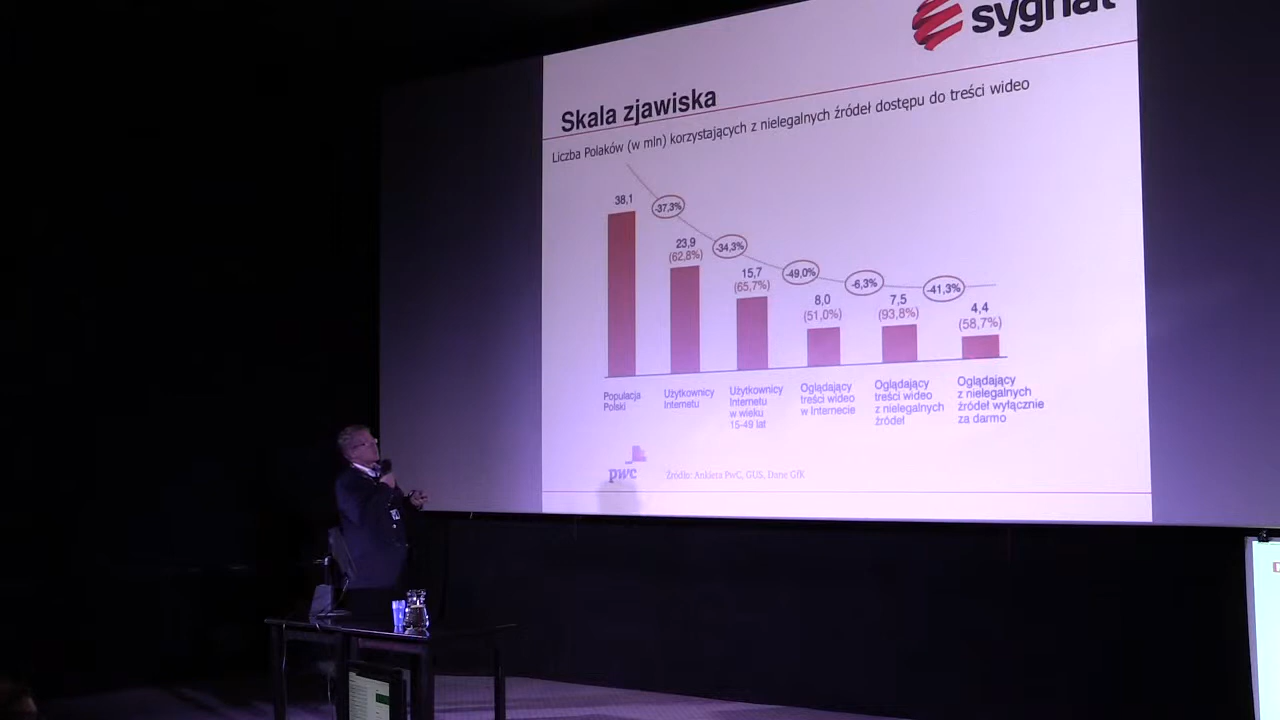 sygnał
Skala zjawiska
Liczba Polaków (w mln) korzystających z nielegalnych źródeł dostępu do treści wideo
38,1
-37,3%
23,9
(62,8%)
-34,3%
15,7
(65,7%)
-49,0%
8,0
(51,0%)
-6,3%
7,5
(93,8%)
-41,3%
4,4
(58,7%)
Populacja
Polski
Użytkownicy
Internetu
Użytkownicy
Internetu
w wieku
15-49 lat
Oglądający
treści wideo
w Internecie
Oglądający
treści wideo
z nielegalnych
źródeł
Oglądający
z nielegalnych
źródeł wyłącznie
za darmo
pwc
Źródło: Ankieta PwC, GUS, Dane GfK